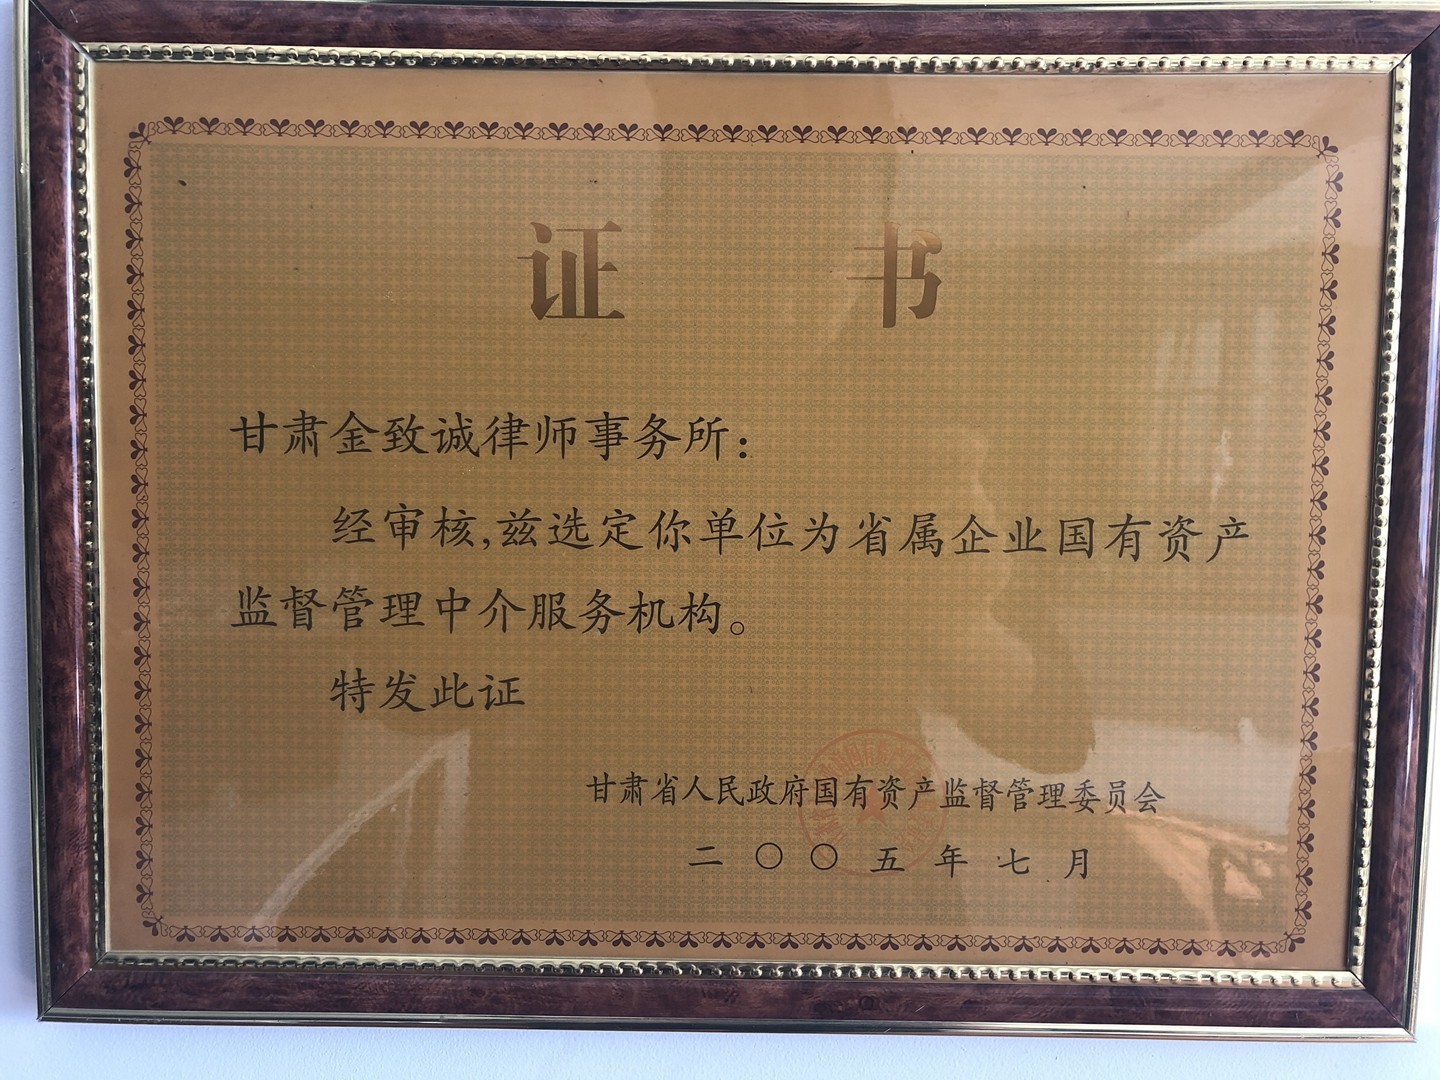 证书
甘肃金致诚律师事务所：
经审核,兹选定你单位为省属企业国有资产
监督管理中介服务机构。
特发此证
甘肃省人民政府国有资产监督管理委员会
二〇〇五年七月